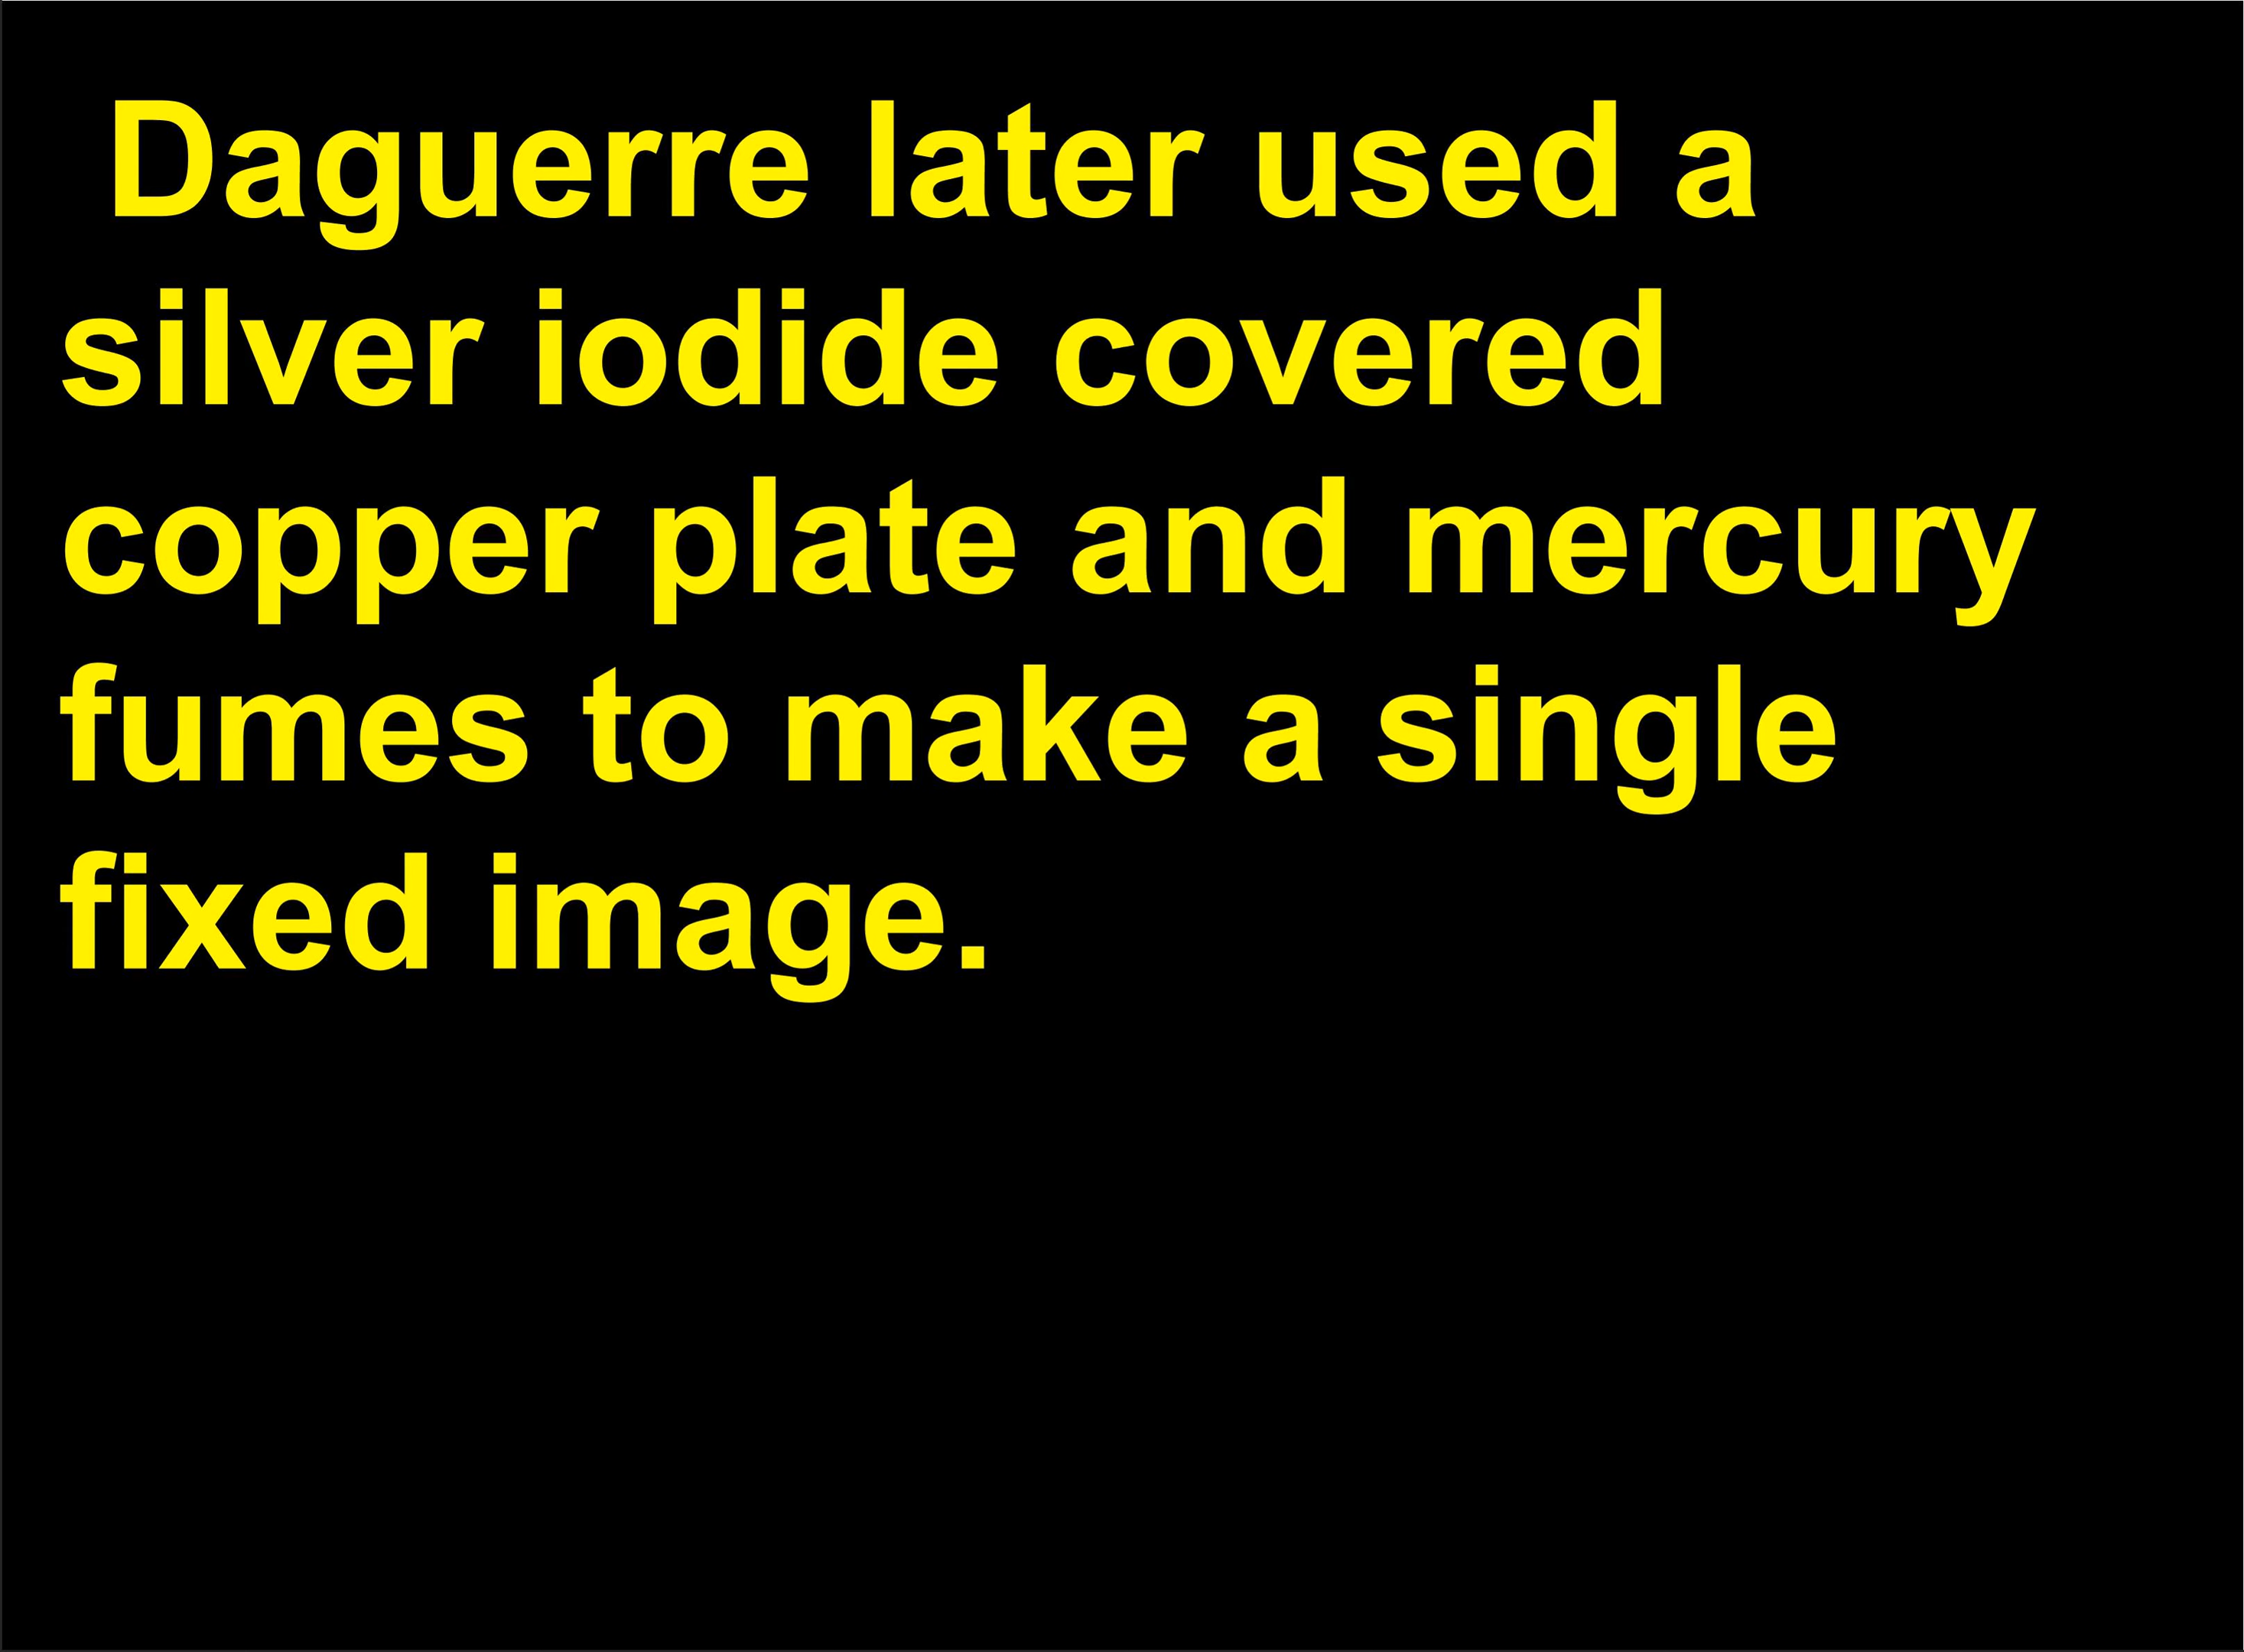 Daguerre later used a
silver iodide covered
copper plate and mercury
fumes to make a single
fixed image.